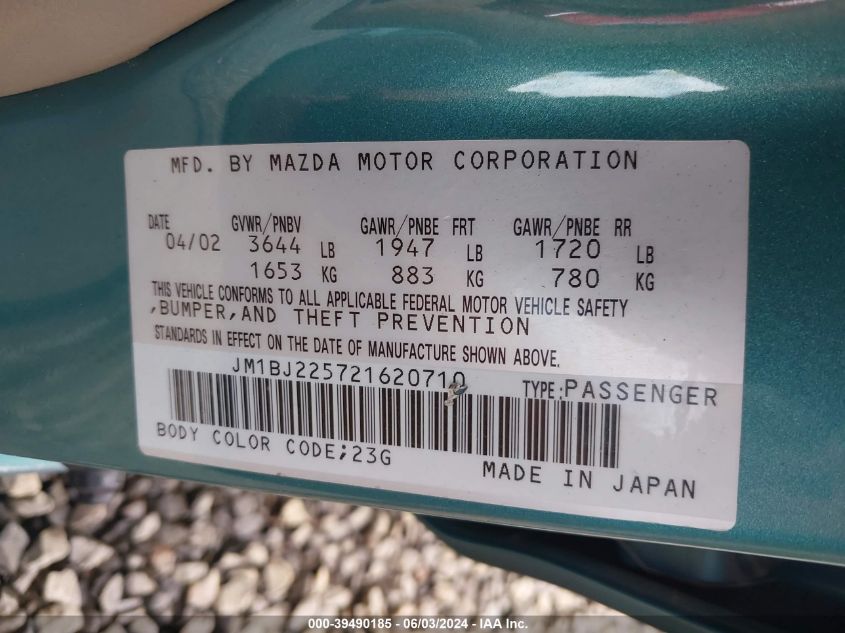 MFD. BY MAZDA MOTOR CORPORATION
DATE GVWR/PNBV GAWR/PNBE FRT GAWR/PNBE RR
04/02 3644 LB 1947 LB 1720 LB
1653 KG 883 KG 780 KG
THIS VEHICLE CONFORMS TO ALL APPLICABLE FEDERAL MOTOR VEHICLE SAFETY
,BUMPER,AND THEFT PREVENTION
STANDARDS IN EFFECT ON THE DATE OF MANUFACTURE SHOWN ABOVE.
JM1BJ225721620710 TYPE:PASSENGER
BODY COLOR CODE;23G
MADE IN JAPAN
000-39490185 - 06/03/2024 - IAA Inc.